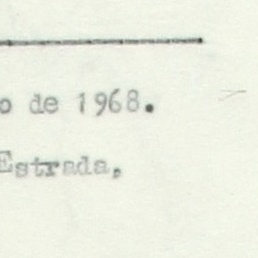 o de 1968.
Estrada,